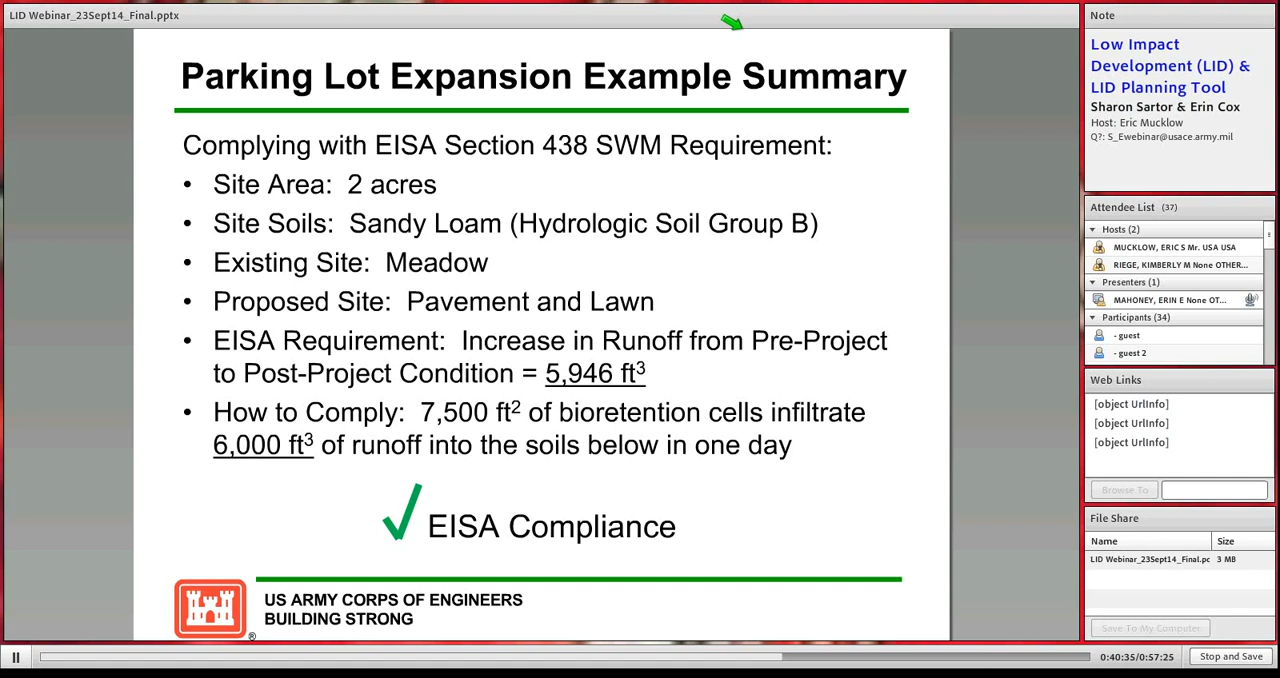 LID Webinar_23Sept14_Final.pptx
Parking Lot Expansion Example Summary
Complying with EISA Section 438 SWM Requirement:
• Site Area: 2 acres
• Site Soils: Sandy Loam (Hydrologic Soil Group B)
• Existing Site: Meadow
• Proposed Site: Pavement and Lawn
• EISA Requirement: Increase in Runoff from Pre-Project
to Post-Project Condition = 5,946 ft³
• How to Comply: 7,500 ft² of bioretention cells infiltrate
6,000 ft³ of runoff into the soils below in one day
✓ EISA Compliance
®
US ARMY CORPS OF ENGINEERS
BUILDING STRONG
Note
Low Impact
Development (LID) &
LID Planning Tool
Sharon Sartor & Erin Cox
Host: Eric Mucklow
Q?: S_Ewebinar@usace.army.mil
Attendee List (37)
Hosts (2)
MUCKLOW, ERIC S Mr. USA USA
RIEGE, KIMBERLY M None OTHER...
Presenters (1)
MAHONEY, ERIN E None OT...
Participants (34)
- guest
- guest 2
Web Links
[object UrlInfo]
[object UrlInfo]
[object UrlInfo]
Browse To
File Share
Name Size
LID Webinar_23Sept14_Final.pc 3 MB
Save To My Computer
0:40:35/0:57:25
Stop and Save